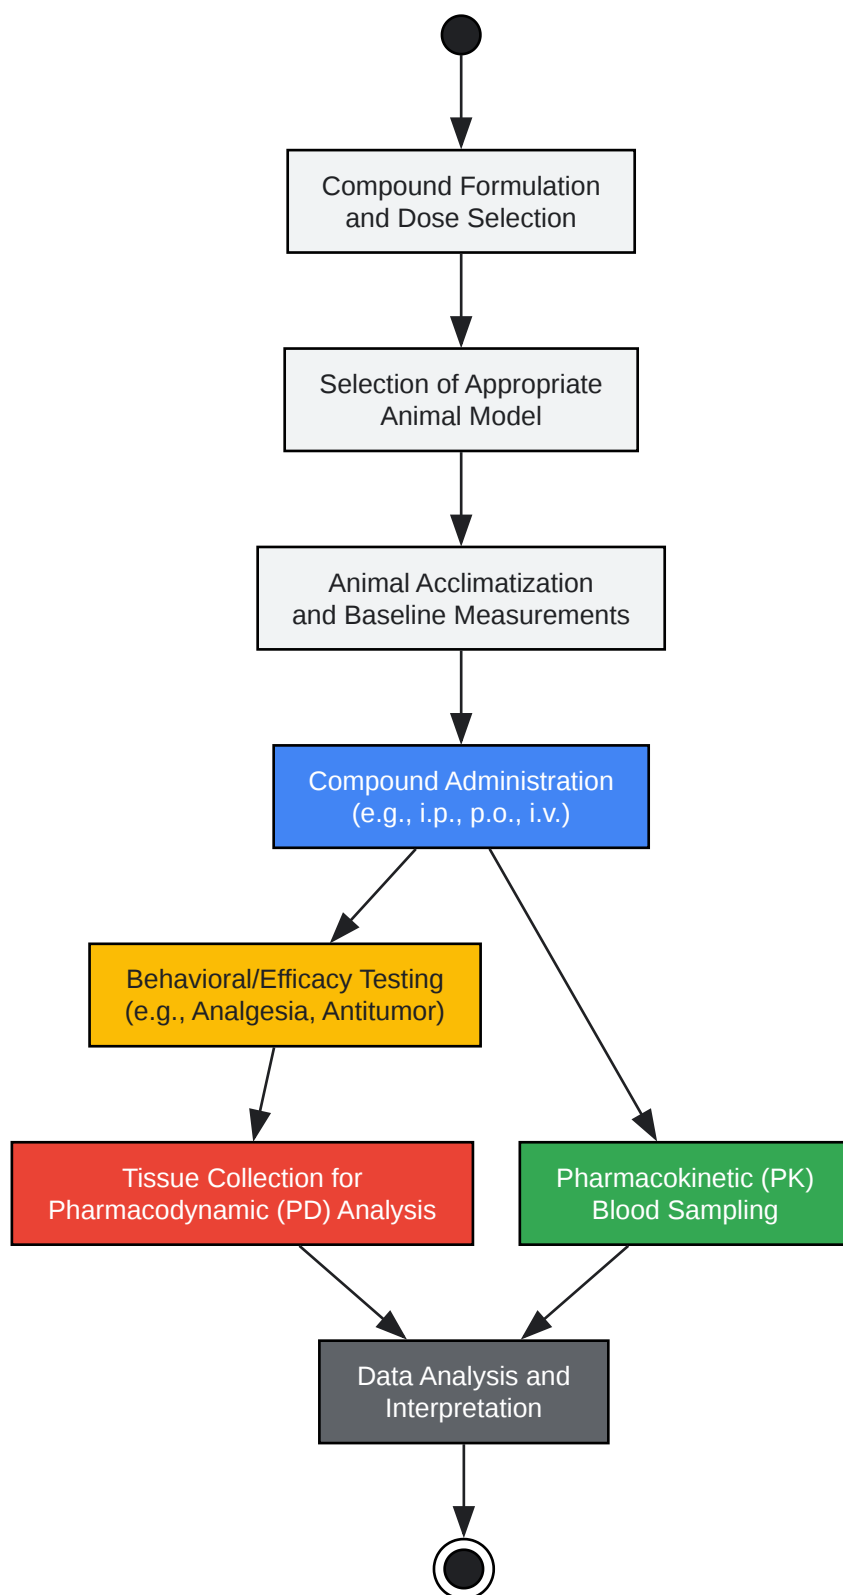 Compound Formulation
and Dose Selection
Selection of Appropriate
Animal Model
Animal Acclimatization
and Baseline Measurements
Compound Administration
(e.g., i.p., p.o., i.v.)
Behavioral/Efficacy Testing
(e.g., Analgesia, Antitumor)
Tissue Collection for
Pharmacodynamic (PD) Analysis
Pharmacokinetic (PK)
Blood Sampling
Data Analysis and
Interpretation